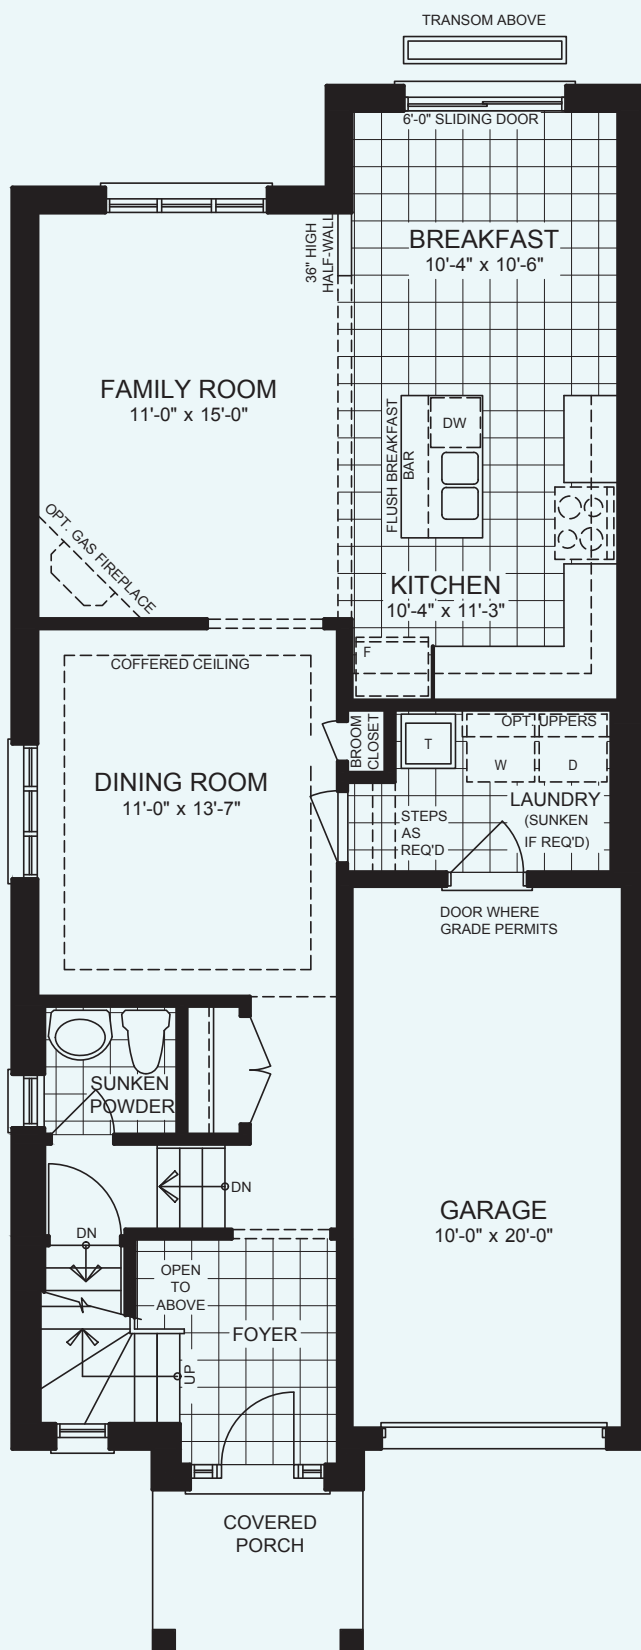 TRANSOM ABOVE
6'-0" SLIDING DOOR
36" HIGH
HALF-WALL
BREAKFAST
10'-4" x 10'-6"
FAMILY ROOM
11'-0" x 15'-0"
FLUSH BREAKFAST
BAR
DW
OPT. GAS FIREPLACE
KITCHEN
10'-4" x 11'-3"
F
COFFERED CEILING
BROOM
CLOSET
T
OPT. UPPERS
W
D
DINING ROOM
11'-0" x 13'-7"
STEPS
AS
REQ'D
LAUNDRY
(SUNKEN
IF REQ'D)
DOOR WHERE
GRADE PERMITS
SUNKEN
POWDER
DN
DN
GARAGE
10'-0" x 20'-0"
OPEN
TO
ABOVE
FOYER
UP
COVERED
PORCH